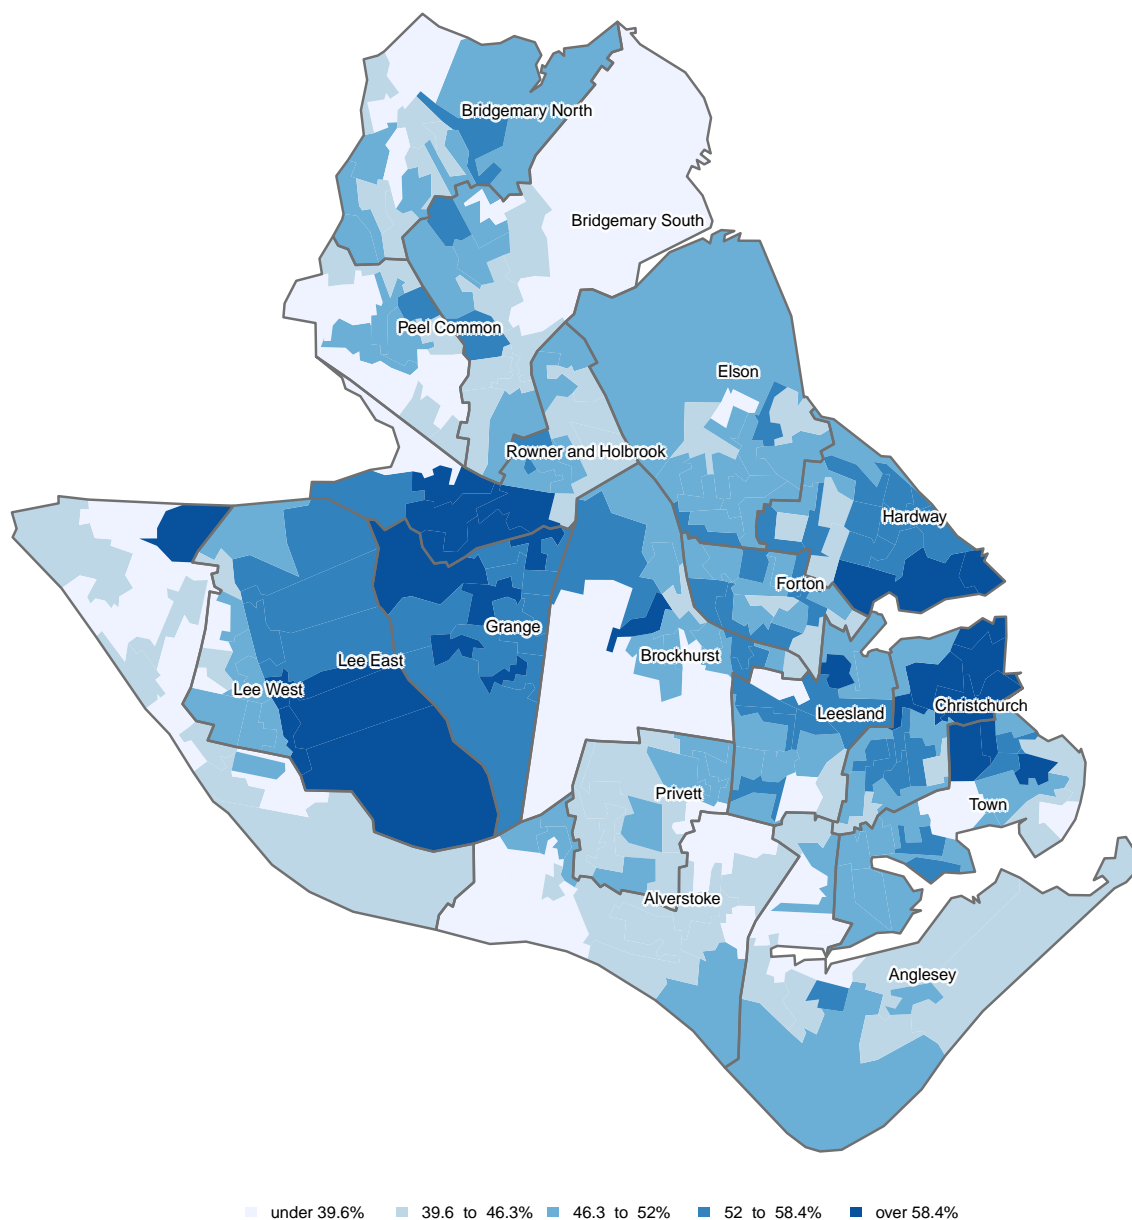 Bridgemary North
Bridgemary South
Peel Common
Elson
Rowner and Holbrook
Hardway
Forton
Grange
Brockhurst
Lee East
Lee West
Christchurch
Leesland
Privett
Town
Alverstoke
Anglesey
under 39.6% 39.6 to 46.3% 46.3 to 52% 52 to 58.4% over 58.4%